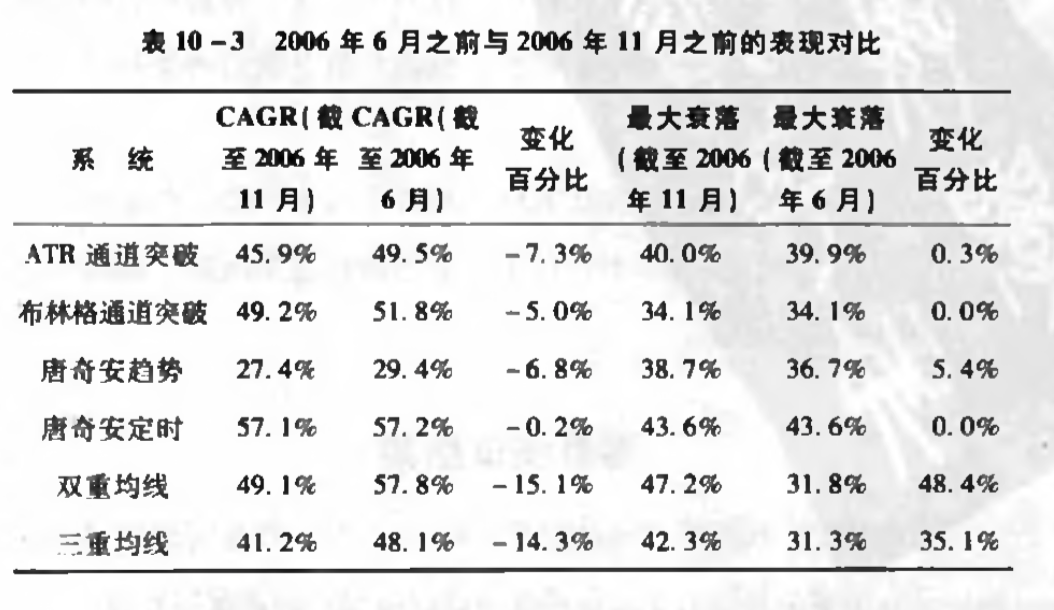 表 10-3 2006 年 6 月之前与 2006 年 11 月之前的表现对比
系 统 CAGR(截至 2006 年 11 月) CAGR(截至 2006 年 6 月) 变化百分比 最大衰落(截至 2006 年 11 月) 最大衰落(截至 2006 年 6 月) 变化百分比
ATR 通道突破 45.9% 49.5% -7.3% 40.0% 39.9% 0.3%
布林格通道突破 49.2% 51.8% -5.0% 34.1% 34.1% 0.0%
唐奇安趋势 27.4% 29.4% -6.8% 38.7% 36.7% 5.4%
唐奇安定时 57.1% 57.2% -0.2% 43.6% 43.6% 0.0%
双重均线 49.1% 57.8% -15.1% 47.2% 31.8% 48.4%
三重均线 41.2% 48.1% -14.3% 42.3% 31.3% 35.1%